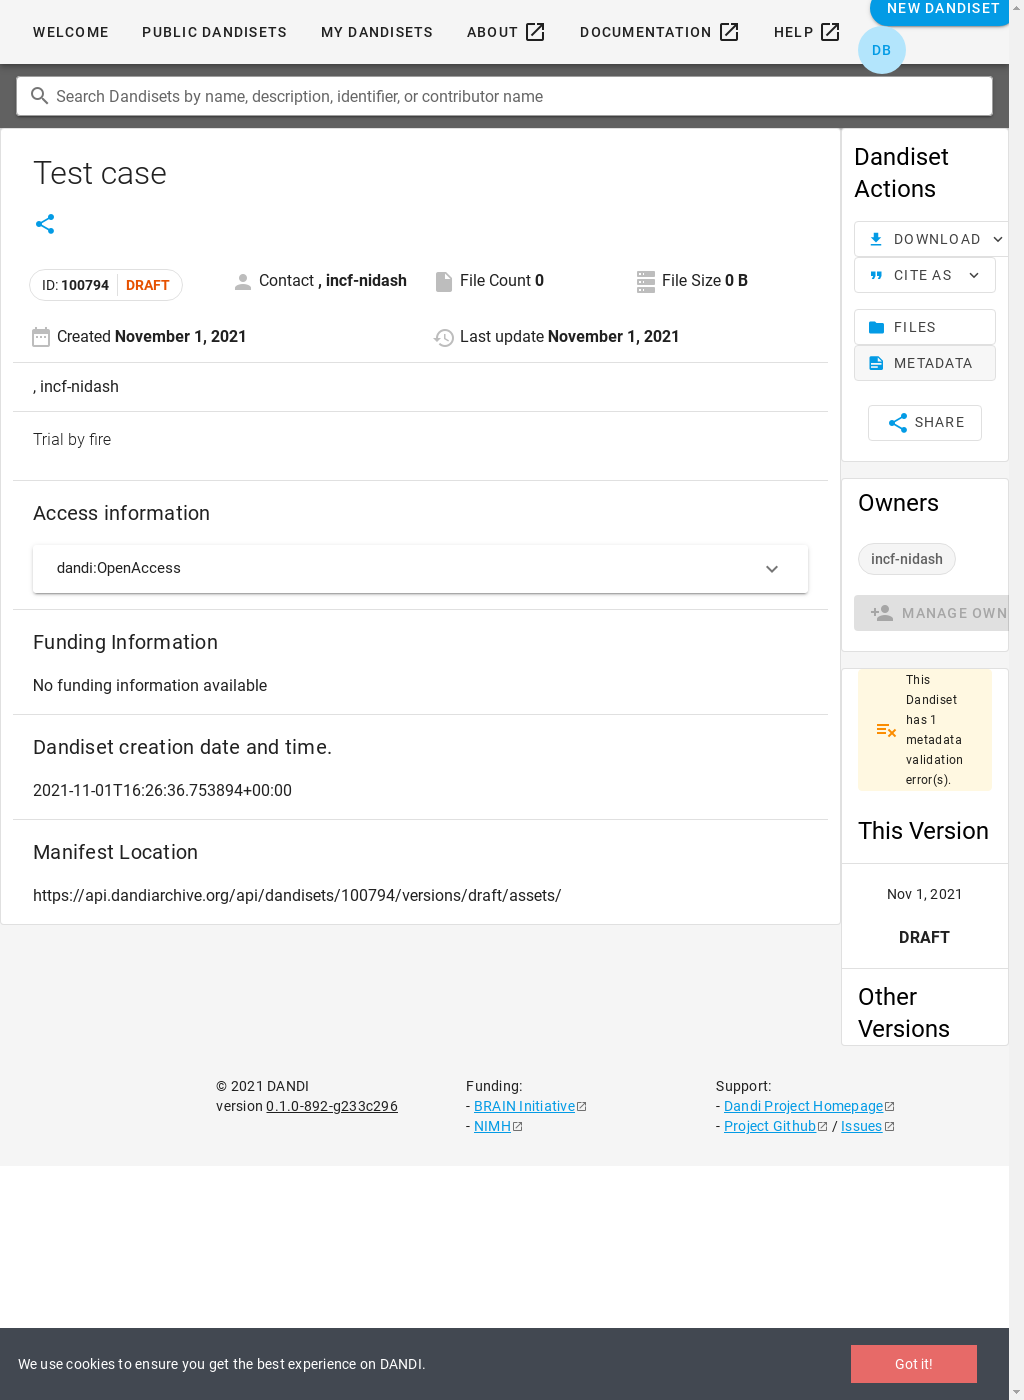 WELCOME PUBLIC DANDISETS MY DANDISETS ABOUT DOCUMENTATION HELP NEW DANDISET
DB
Search Dandisets by name, description, identifier, or contributor name
Test case
ID: 100794 DRAFT Contact , incf-nidash File Count 0 File Size 0 B
Created November 1, 2021 Last update November 1, 2021
, incf-nidash
Trial by fire
Access information
dandi:OpenAccess
Funding Information
No funding information available
Dandiset creation date and time.
2021-11-01T16:26:36.753894+00:00
Manifest Location
https://api.dandiarchive.org/api/dandisets/100794/versions/draft/assets/
Dandiset
Actions
DOWNLOAD
CITE AS
FILES
METADATA
SHARE
Owners
incf-nidash
MANAGE OWN
This
Dandiset
has 1
metadata
validation
error(s).
This Version
Nov 1, 2021
DRAFT
Other
Versions
© 2021 DANDI
version 0.1.0-892-g233c296
Funding:
- BRAIN Initiative
- NIMH
Support:
- Dandi Project Homepage
- Project Github / Issues
We use cookies to ensure you get the best experience on DANDI.
Got it!